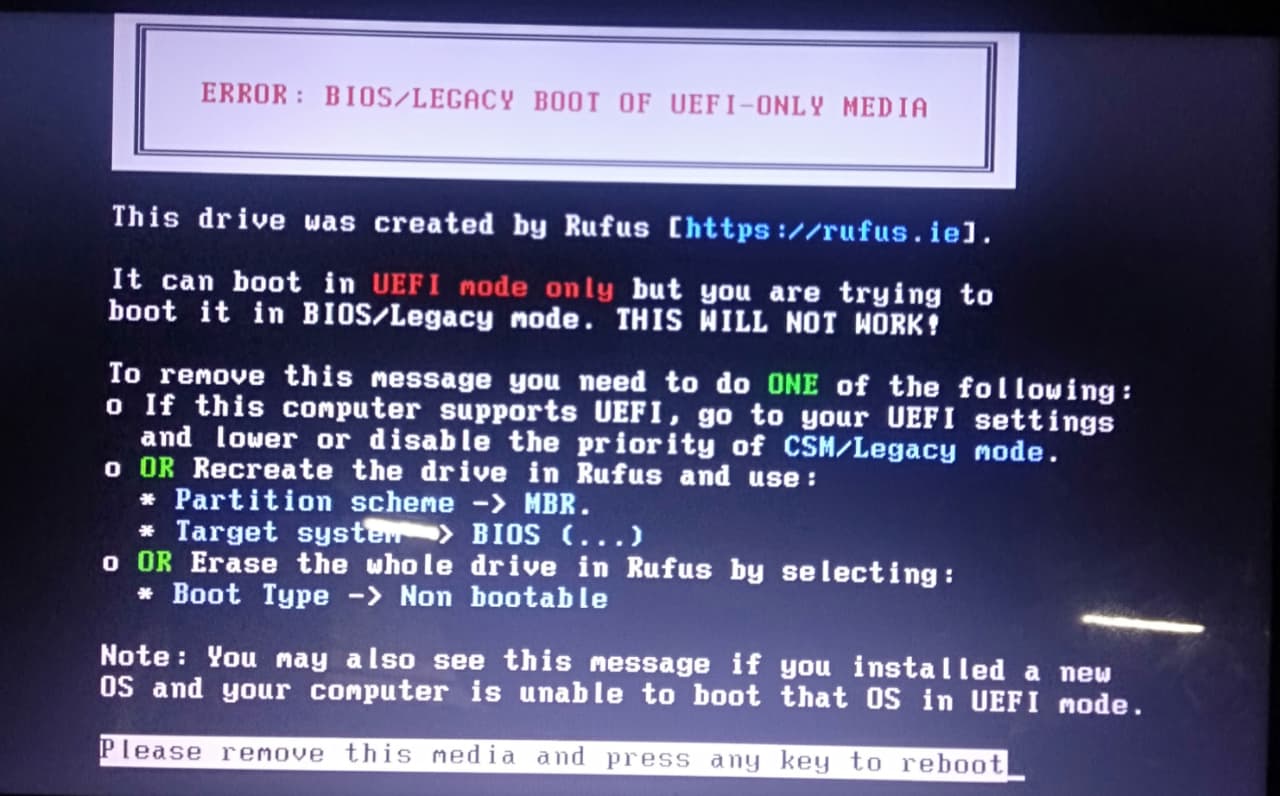 ERROR: BIOS/LEGACY BOOT OF UEFI-ONLY MEDIA
This drive was created by Rufus [https://rufus.ie].
It can boot in UEFI mode only but you are trying to
boot it in BIOS/Legacy mode. THIS WILL NOT WORK!
To remove this message you need to do ONE of the following:
o If this computer supports UEFI, go to your UEFI settings
and lower or disable the priority of CSM/Legacy mode.
o OR Recreate the drive in Rufus and use:
* Partition scheme -> MBR.
* Target system -> BIOS (...)
o OR Erase the whole drive in Rufus by selecting:
* Boot Type -> Non bootable
Note: You may also see this message if you installed a new
OS and your computer is unable to boot that OS in UEFI mode.
Please remove this media and press any key to reboot_